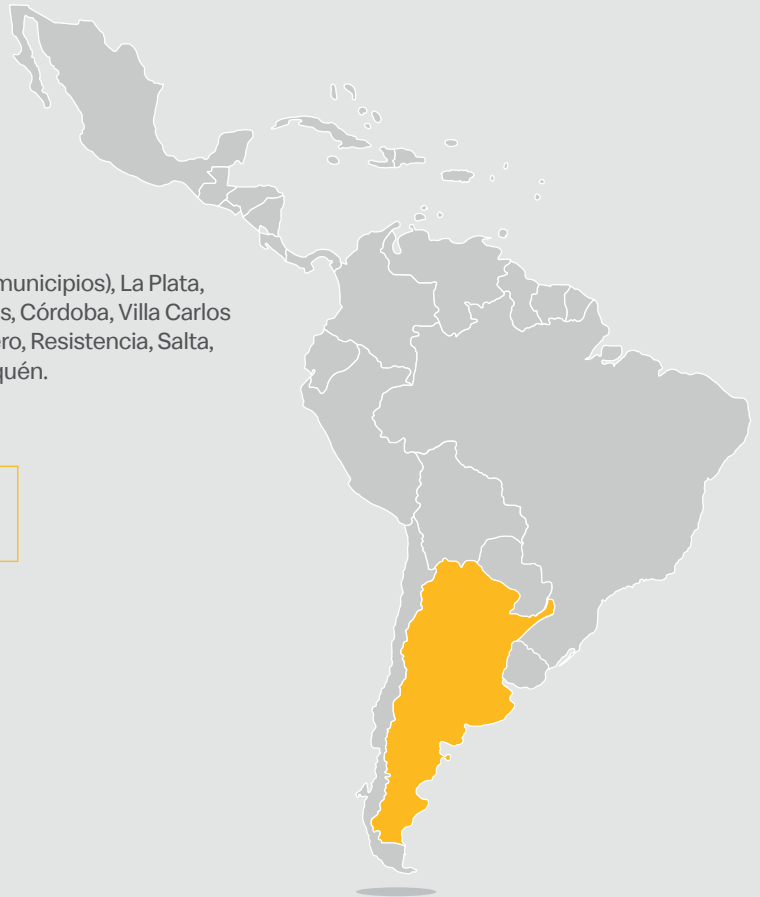 municipios), La Plata,
s, Córdoba, Villa Carlos
ero, Resistencia, Salta,
quén.